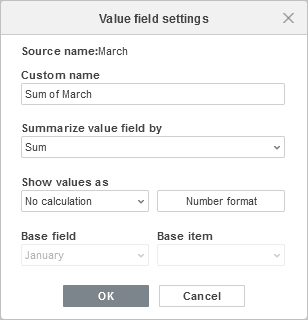 Value field settings
Source name:March
Custom name
Sum of March
Summarize value field by
Sum
Show values as
No calculation Number format
Base field Base item
January
OK Cancel